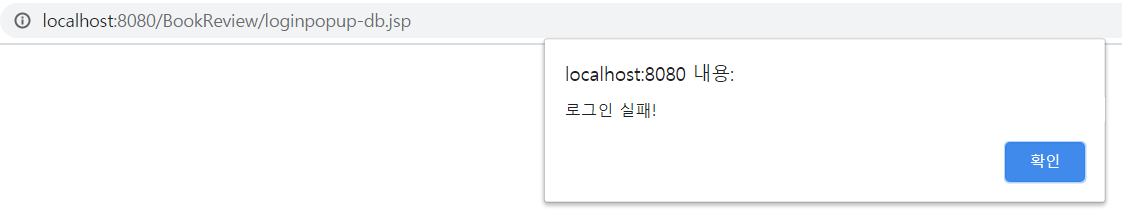 localhost:8080/BookReview/loginpopup-db.jsp
localhost:8080 내용:
로그인 실패!
확인